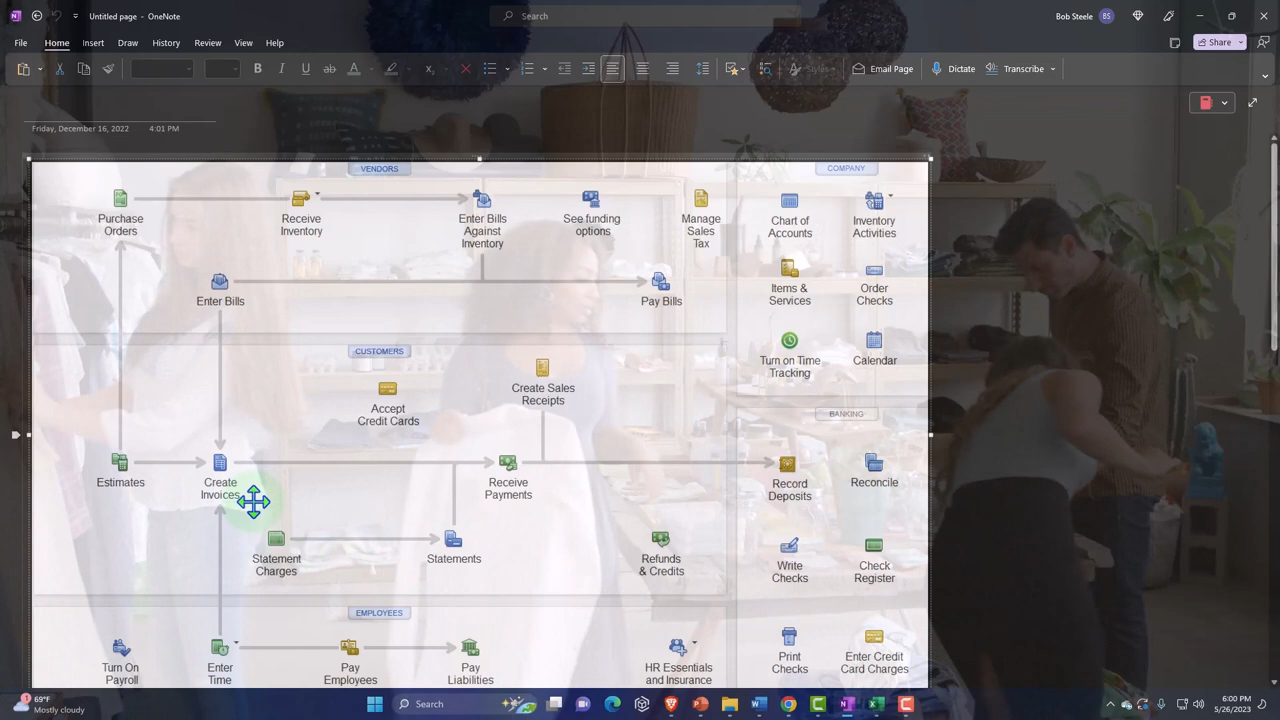 Untitled page - OneNote
Search
Bob Steele
BS
File
Home
Insert
Draw
History
Review
View
Help
Share
B
I
U
ab
A
Styles
Email Page
Dictate
Transcribe
Friday, December 16, 2022
4:01 PM
VENDORS
COMPANY
Purchase
Orders
Receive
Inventory
Enter Bills
Against
Inventory
See funding
options
Manage
Sales
Tax
Chart of
Accounts
Inventory
Activities
Enter Bills
Pay Bills
Items &
Services
Order
Checks
CUSTOMERS
Turn on Time
Tracking
Calendar
Create Sales
Receipts
Accept
Credit Cards
BANKING
Estimates
Create
Invoices
Receive
Payments
Record
Deposits
Reconcile
Statement
Charges
Statements
Refunds
& Credits
Write
Checks
Check
Register
EMPLOYEES
Turn On
Payroll
Enter
Time
Pay
Employees
Pay
Liabilities
HR Essentials
and Insurance
Print
Checks
Enter Credit
Card Charges
1
69°F
Mostly cloudy
Search
6:00 PM
5/26/2023